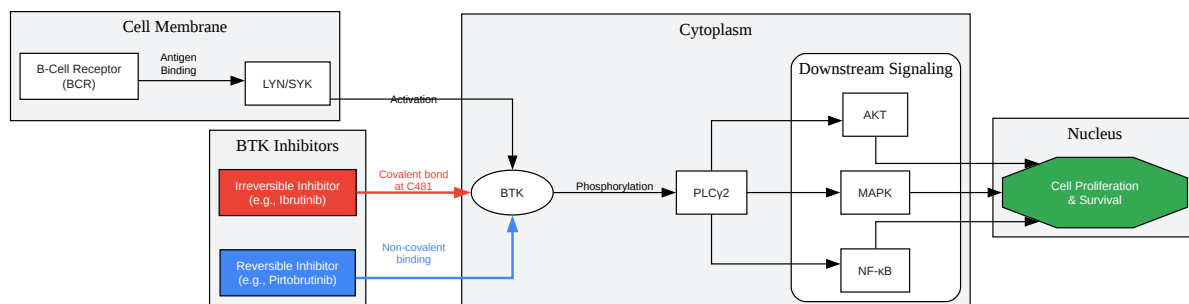 Cell Membrane
B-Cell Receptor
(BCR)
Antigen
Binding
LYN/SYK
Activation
BTK Inhibitors
Irreversible Inhibitor
(e.g., Ibrutinib)
Covalent bond
at C481
Reversible Inhibitor
(e.g., Pirtobrutinib)
Non-covalent
binding
Cytoplasm
BTK
Phosphorylation
PLCγ2
Downstream Signaling
AKT
MAPK
NF-κB
Nucleus
Cell Proliferation
& Survival